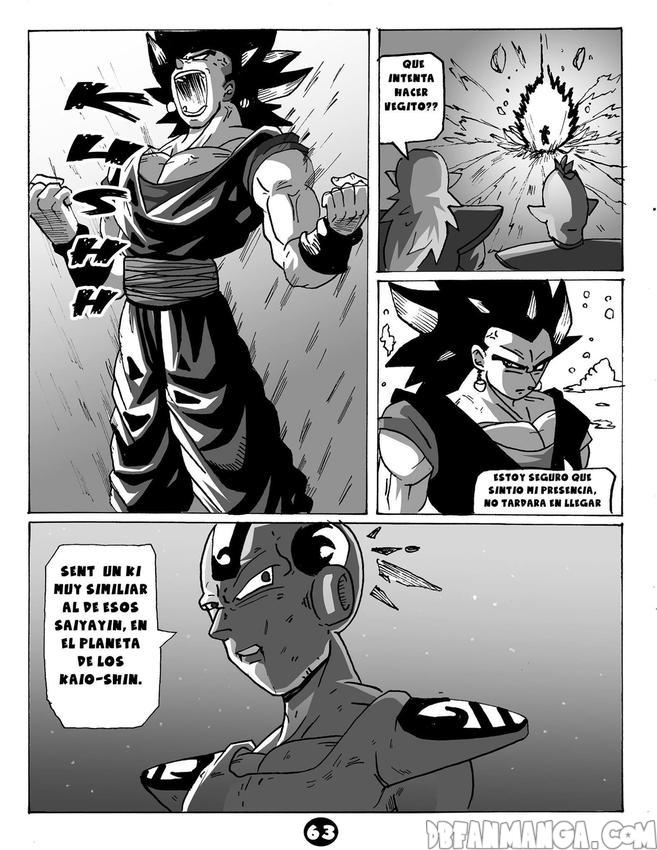 KUSHHHH
QUE
INTENTA
HACER
VEGITO??
ESTOY SEGURO QUE
SINTIO MI PRESENCIA,
NO TARDARA EN LLEGAR
SENT UN KI
MUY SIMILIAR
AL DE ESOS
SAIYAYIN, EN
EL PLANETA
DE LOS
KAIO-SHIN.
63
DBFANMANGA.COM